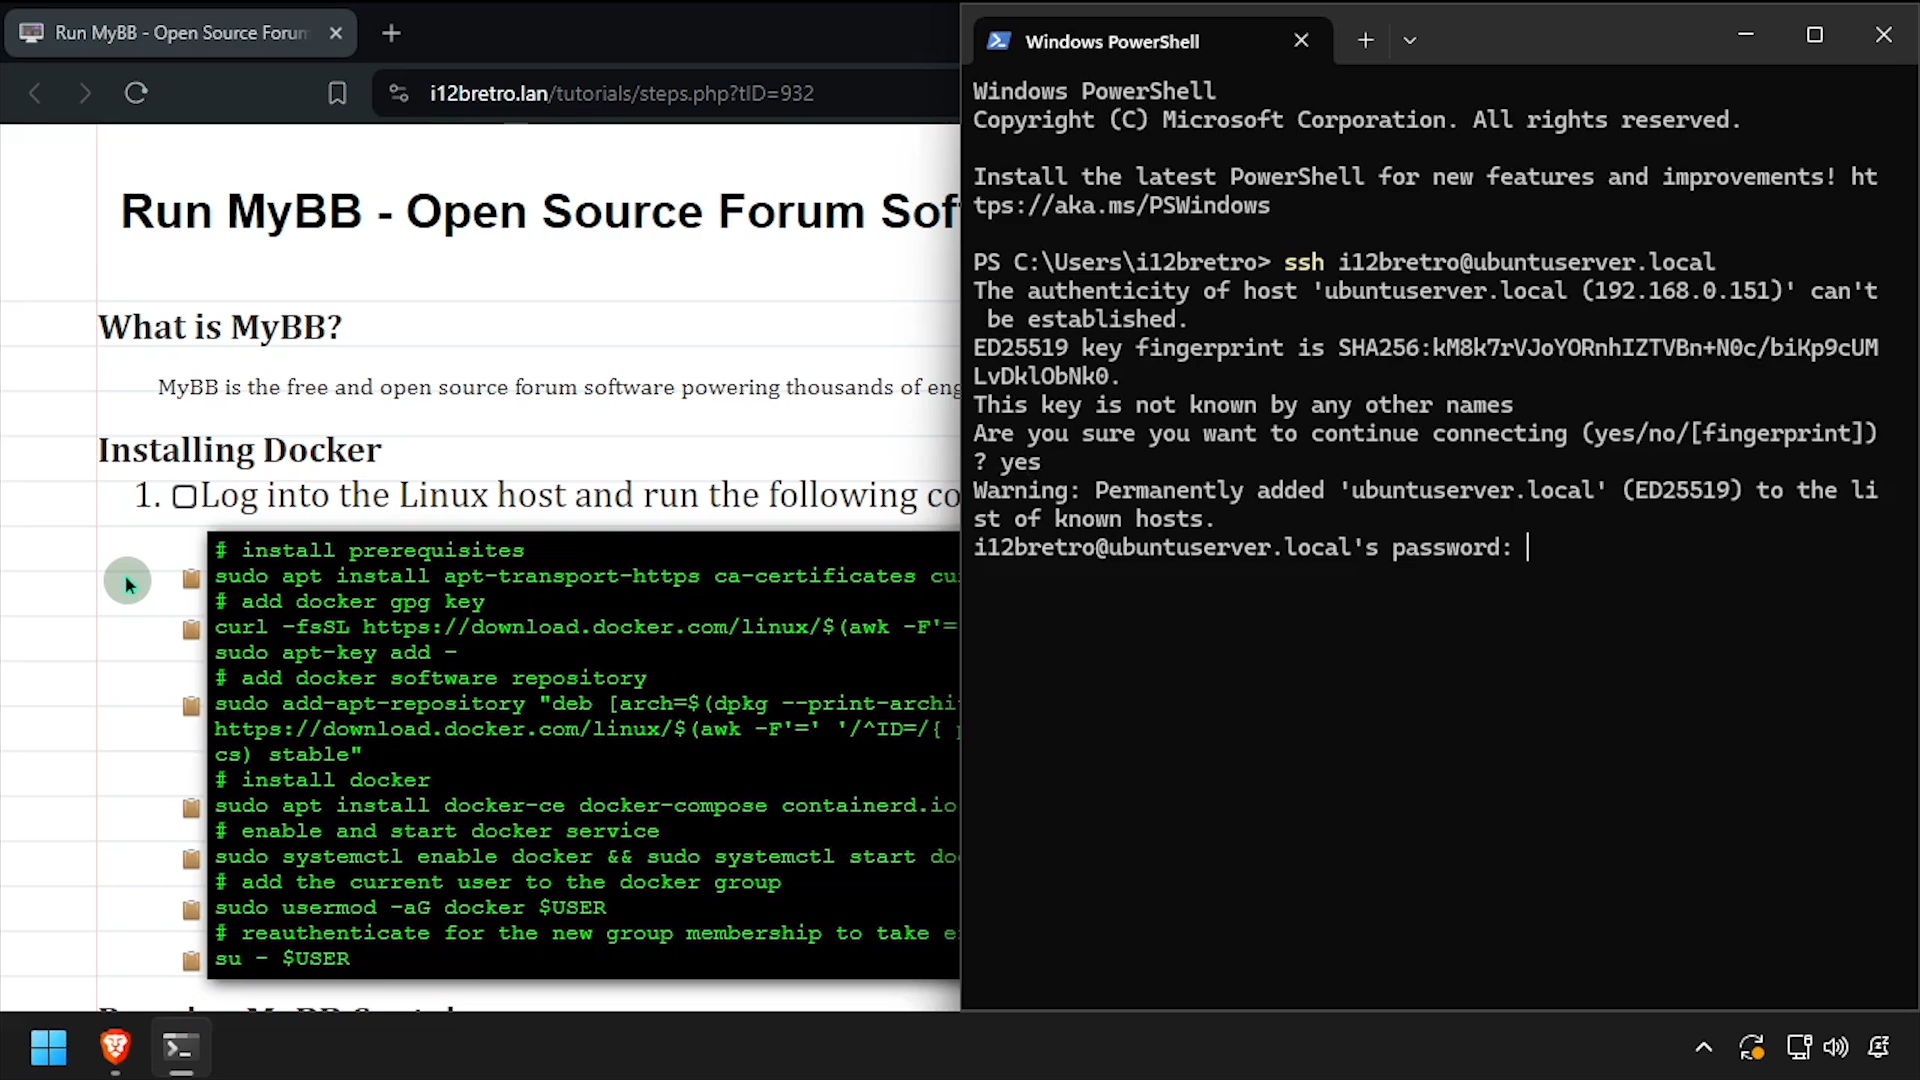 Run MyBB - Open Source Forum
i12bretro.lan/tutorials/steps.php?tID=932
Run MyBB - Open Source Forum Sof
What is MyBB?
MyBB is the free and open source forum software powering thousands of eng
Installing Docker
1. Log into the Linux host and run the following co
# install prerequisites
sudo apt install apt-transport-https ca-certificates cu
# add docker gpg key
curl -fsSL https://download.docker.com/linux/$(awk -F'=
sudo apt-key add -
# add docker software repository
sudo add-apt-repository "deb [arch=$(dpkg --print-archi
https://download.docker.com/linux/$(awk -F'=' '/^ID=/{ p
cs) stable"
# install docker
sudo apt install docker-ce docker-compose containerd.io
# enable and start docker service
sudo systemctl enable docker && sudo systemctl start do
# add the current user to the docker group
sudo usermod -aG docker $USER
# reauthenticate for the new group membership to take e
su - $USER
Windows PowerShell
Windows PowerShell
Copyright (C) Microsoft Corporation. All rights reserved.
Install the latest PowerShell for new features and improvements! ht
tps://aka.ms/PSWindows
PS C:\Users\i12bretro> ssh i12bretro@ubuntuserver.local
The authenticity of host 'ubuntuserver.local (192.168.0.151)' can't
be established.
ED25519 key fingerprint is SHA256:kM8k7rVJoYORnhIZTVBn+N0c/biKp9cUM
LvDklObNk0.
This key is not known by any other names
Are you sure you want to continue connecting (yes/no/[fingerprint])
? yes
Warning: Permanently added 'ubuntuserver.local' (ED25519) to the li
st of known hosts.
i12bretro@ubuntuserver.local's password: